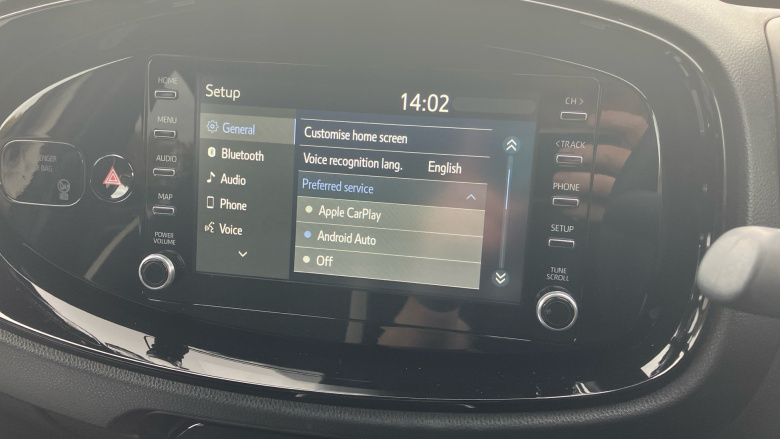 HOME
MENU
AUDIO
MAP
POWER
VOLUME
Setup
14:02
General
Bluetooth
Audio
Phone
Voice
Customise home screen
Voice recognition lang. English
Preferred service
Apple CarPlay
Android Auto
Off
CH >
< TRACK
PHONE
SETUP
TUNE
SCROLL